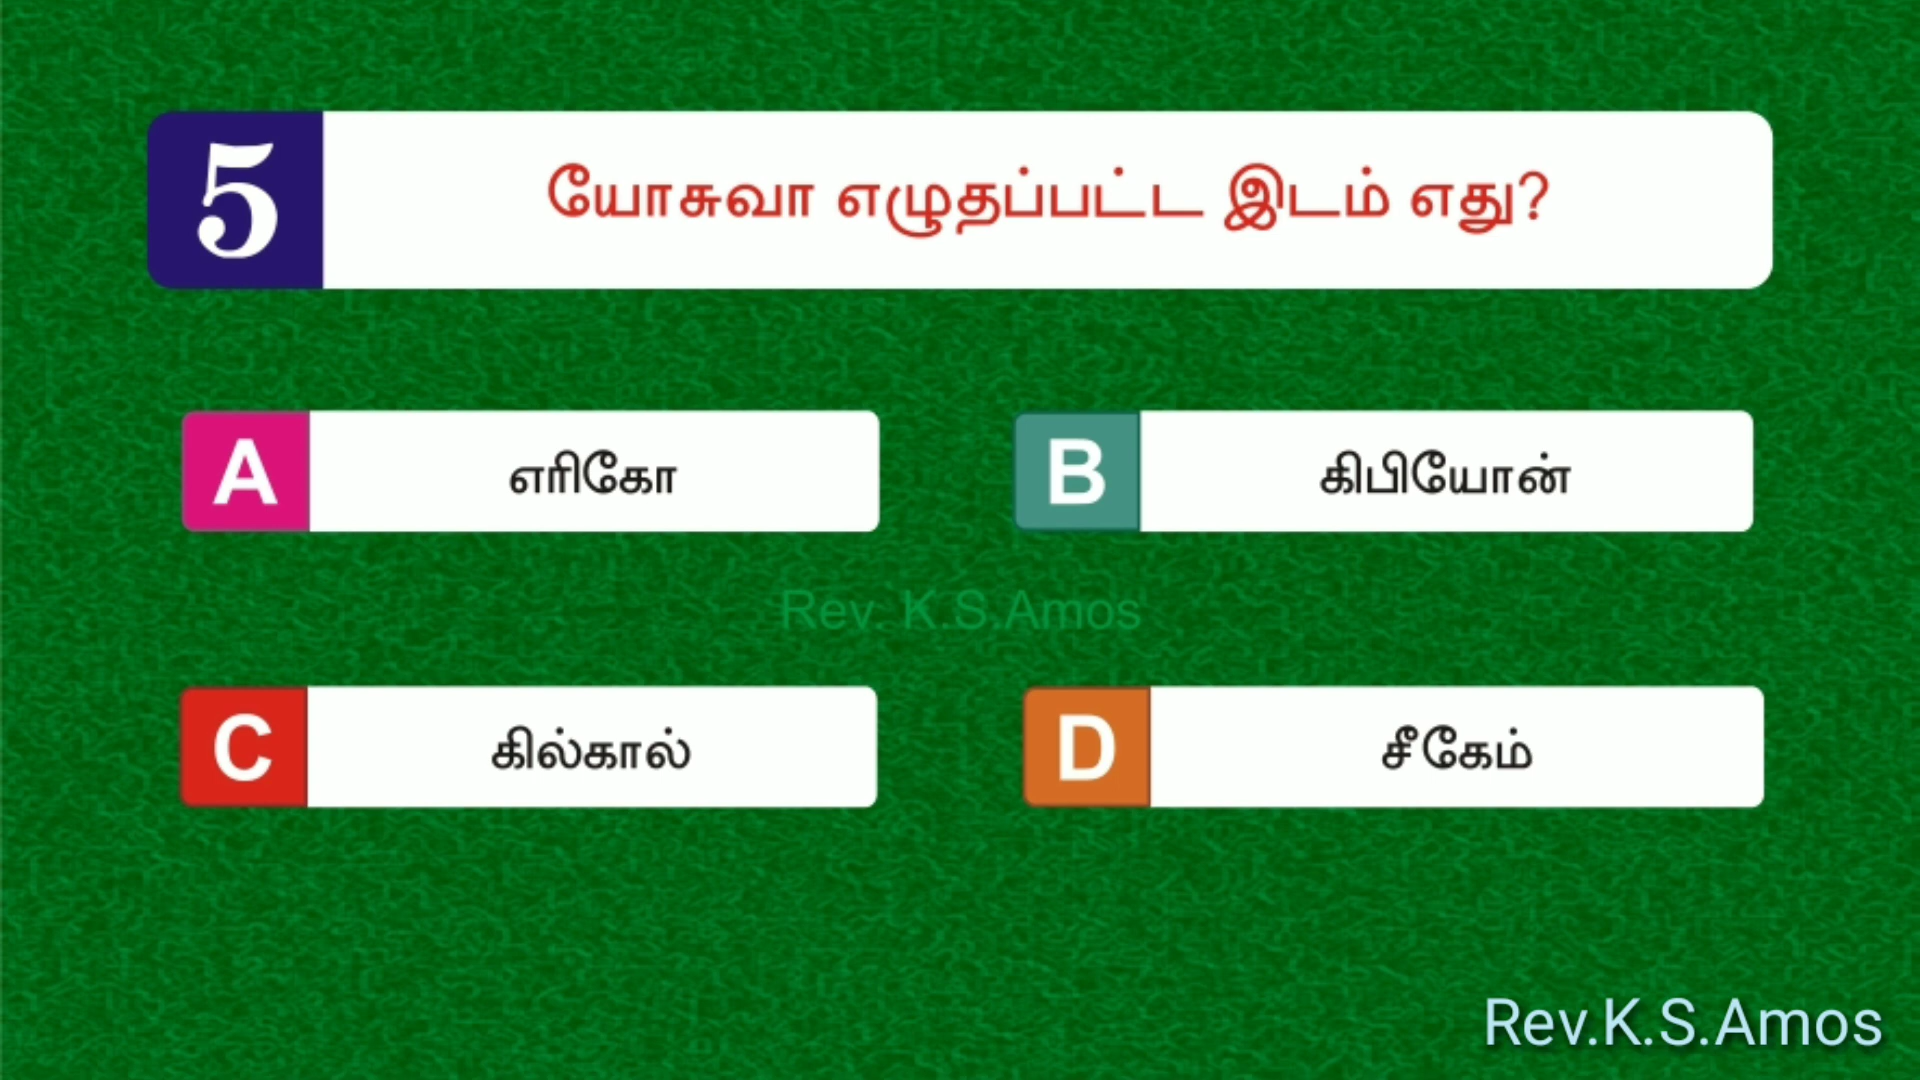 5
யோசுவா எழுதப்பட்ட இடம் எது?
A
எரிகோ
B
கிபியோன்
Rev. K.S.Amos
C
கில்கால்
D
சீகேம்
Rev.K.S.Amos